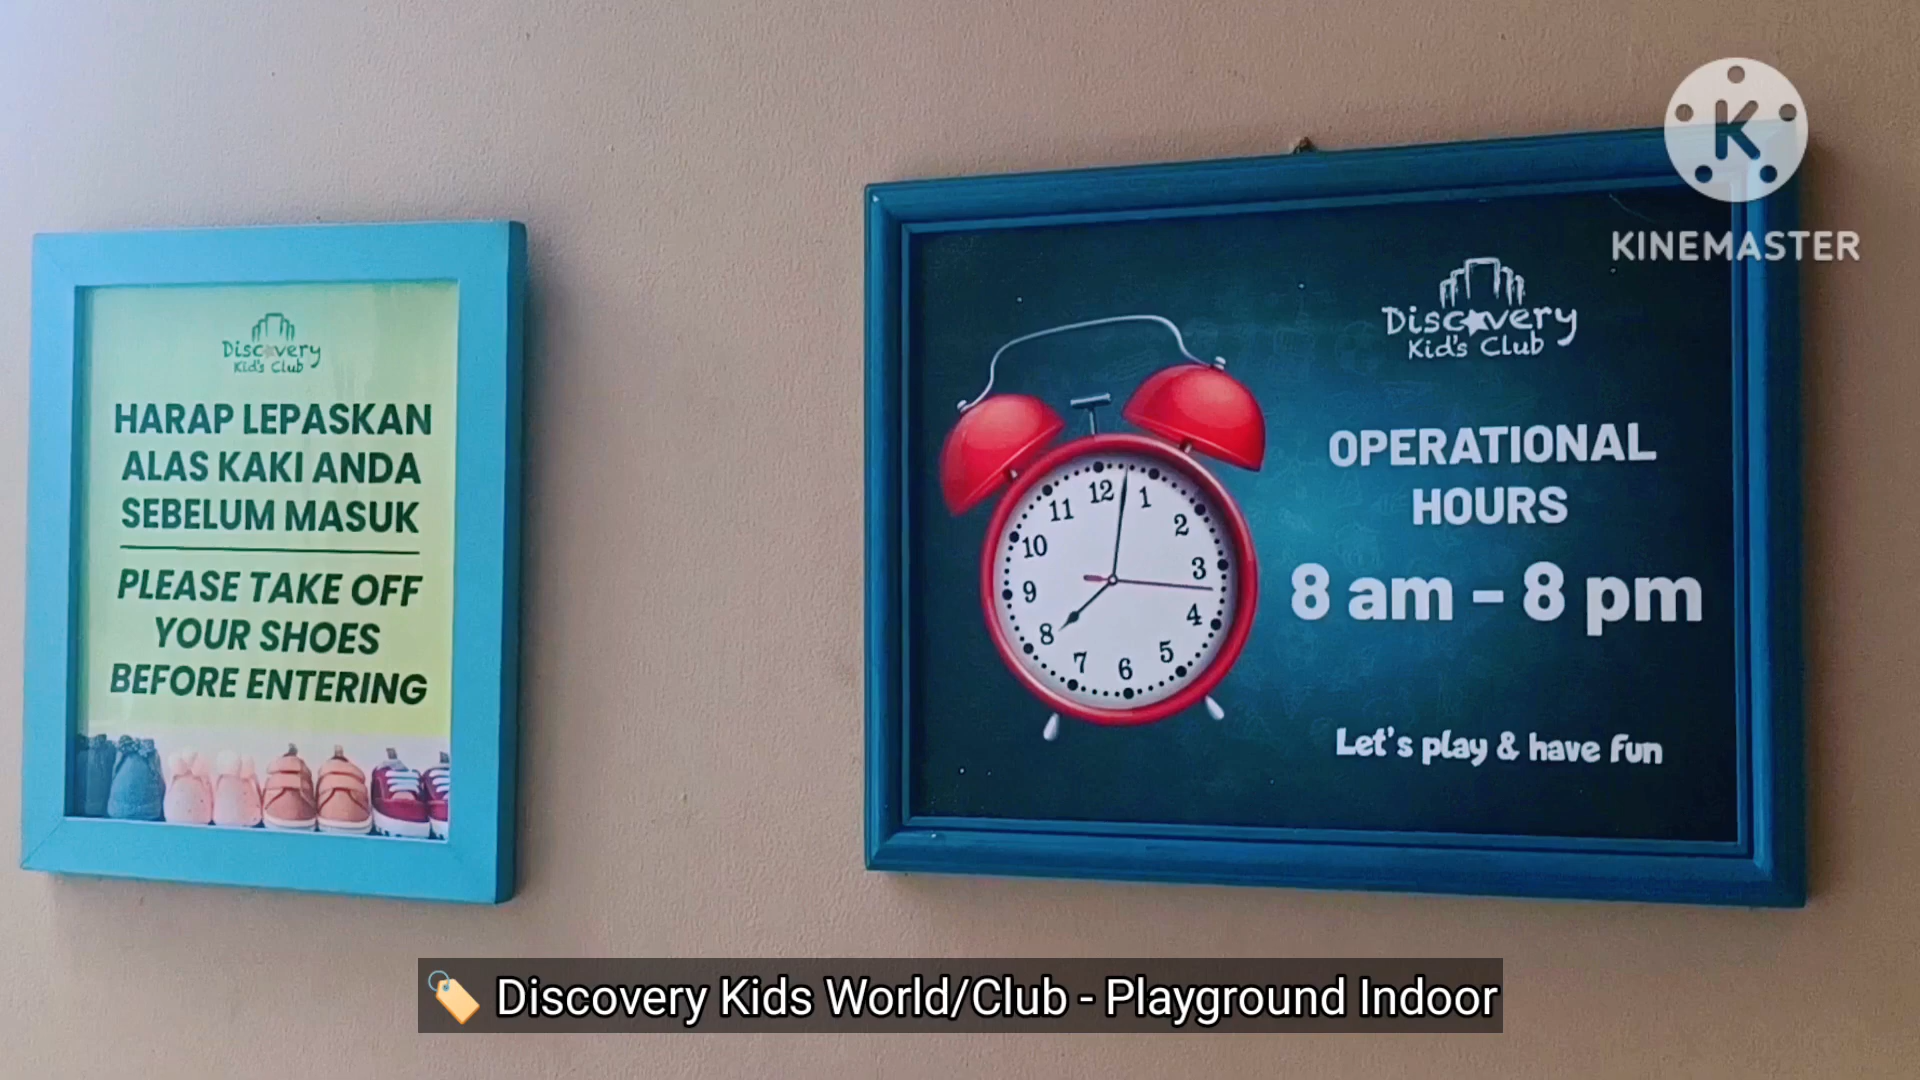 Discovery
Kid's Club
HARAP LEPASKAN
ALAS KAKI ANDA
SEBELUM MASUK
PLEASE TAKE OFF
YOUR SHOES
BEFORE ENTERING
Discovery
Kid's Club
OPERATIONAL
HOURS
8 am - 8 pm
Let's play & have fun
12
1
2
3
4
5
6
7
8
9
10
11
K
KINEMASTER
Discovery Kids World/Club - Playground Indoor